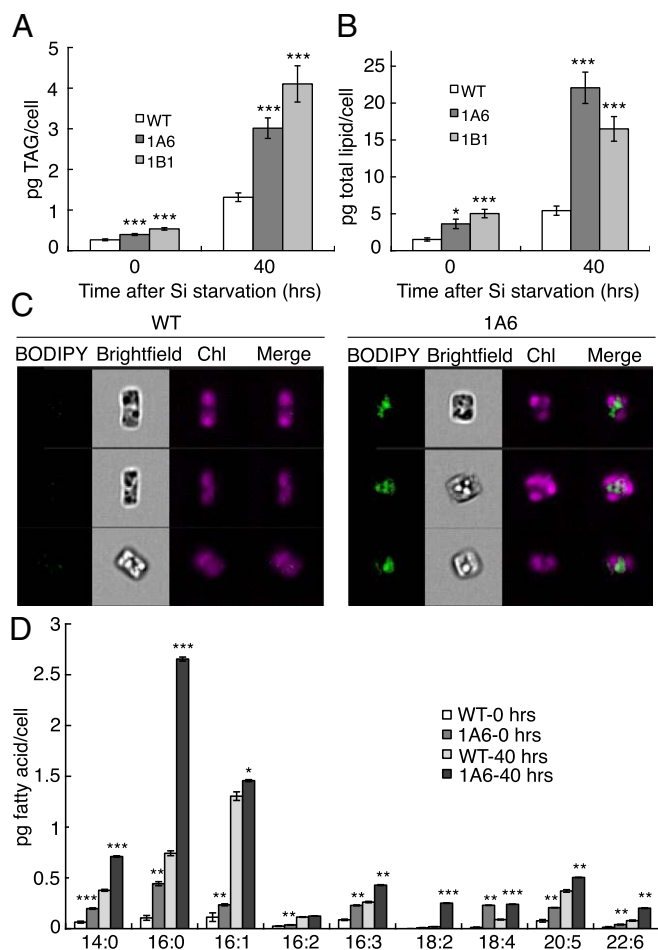 A
5
4
3
2
1
0
pg TAG/cell
WT
1A6
1B1
*** ***
*** ***
0 40
Time after Si starvation (hrs)
B
25
20
15
10
5
0
pg total lipid/cell
WT
1A6
1B1
* ***
*** ***
0 40
Time after Si starvation (hrs)
C
WT
BODIPY Brightfield Chl Merge
1A6
BODIPY Brightfield Chl Merge
D
3
2.5
2
1.5
1
0.5
0
pg fatty acid/cell
WT-0 hrs
1A6-0 hrs
WT-40 hrs
1A6-40 hrs
*** *** ** *** ** * ** ** ** *** ** *** ** ** ** **
14:0 16:0 16:1 16:2 16:3 18:2 18:4 20:5 22:6